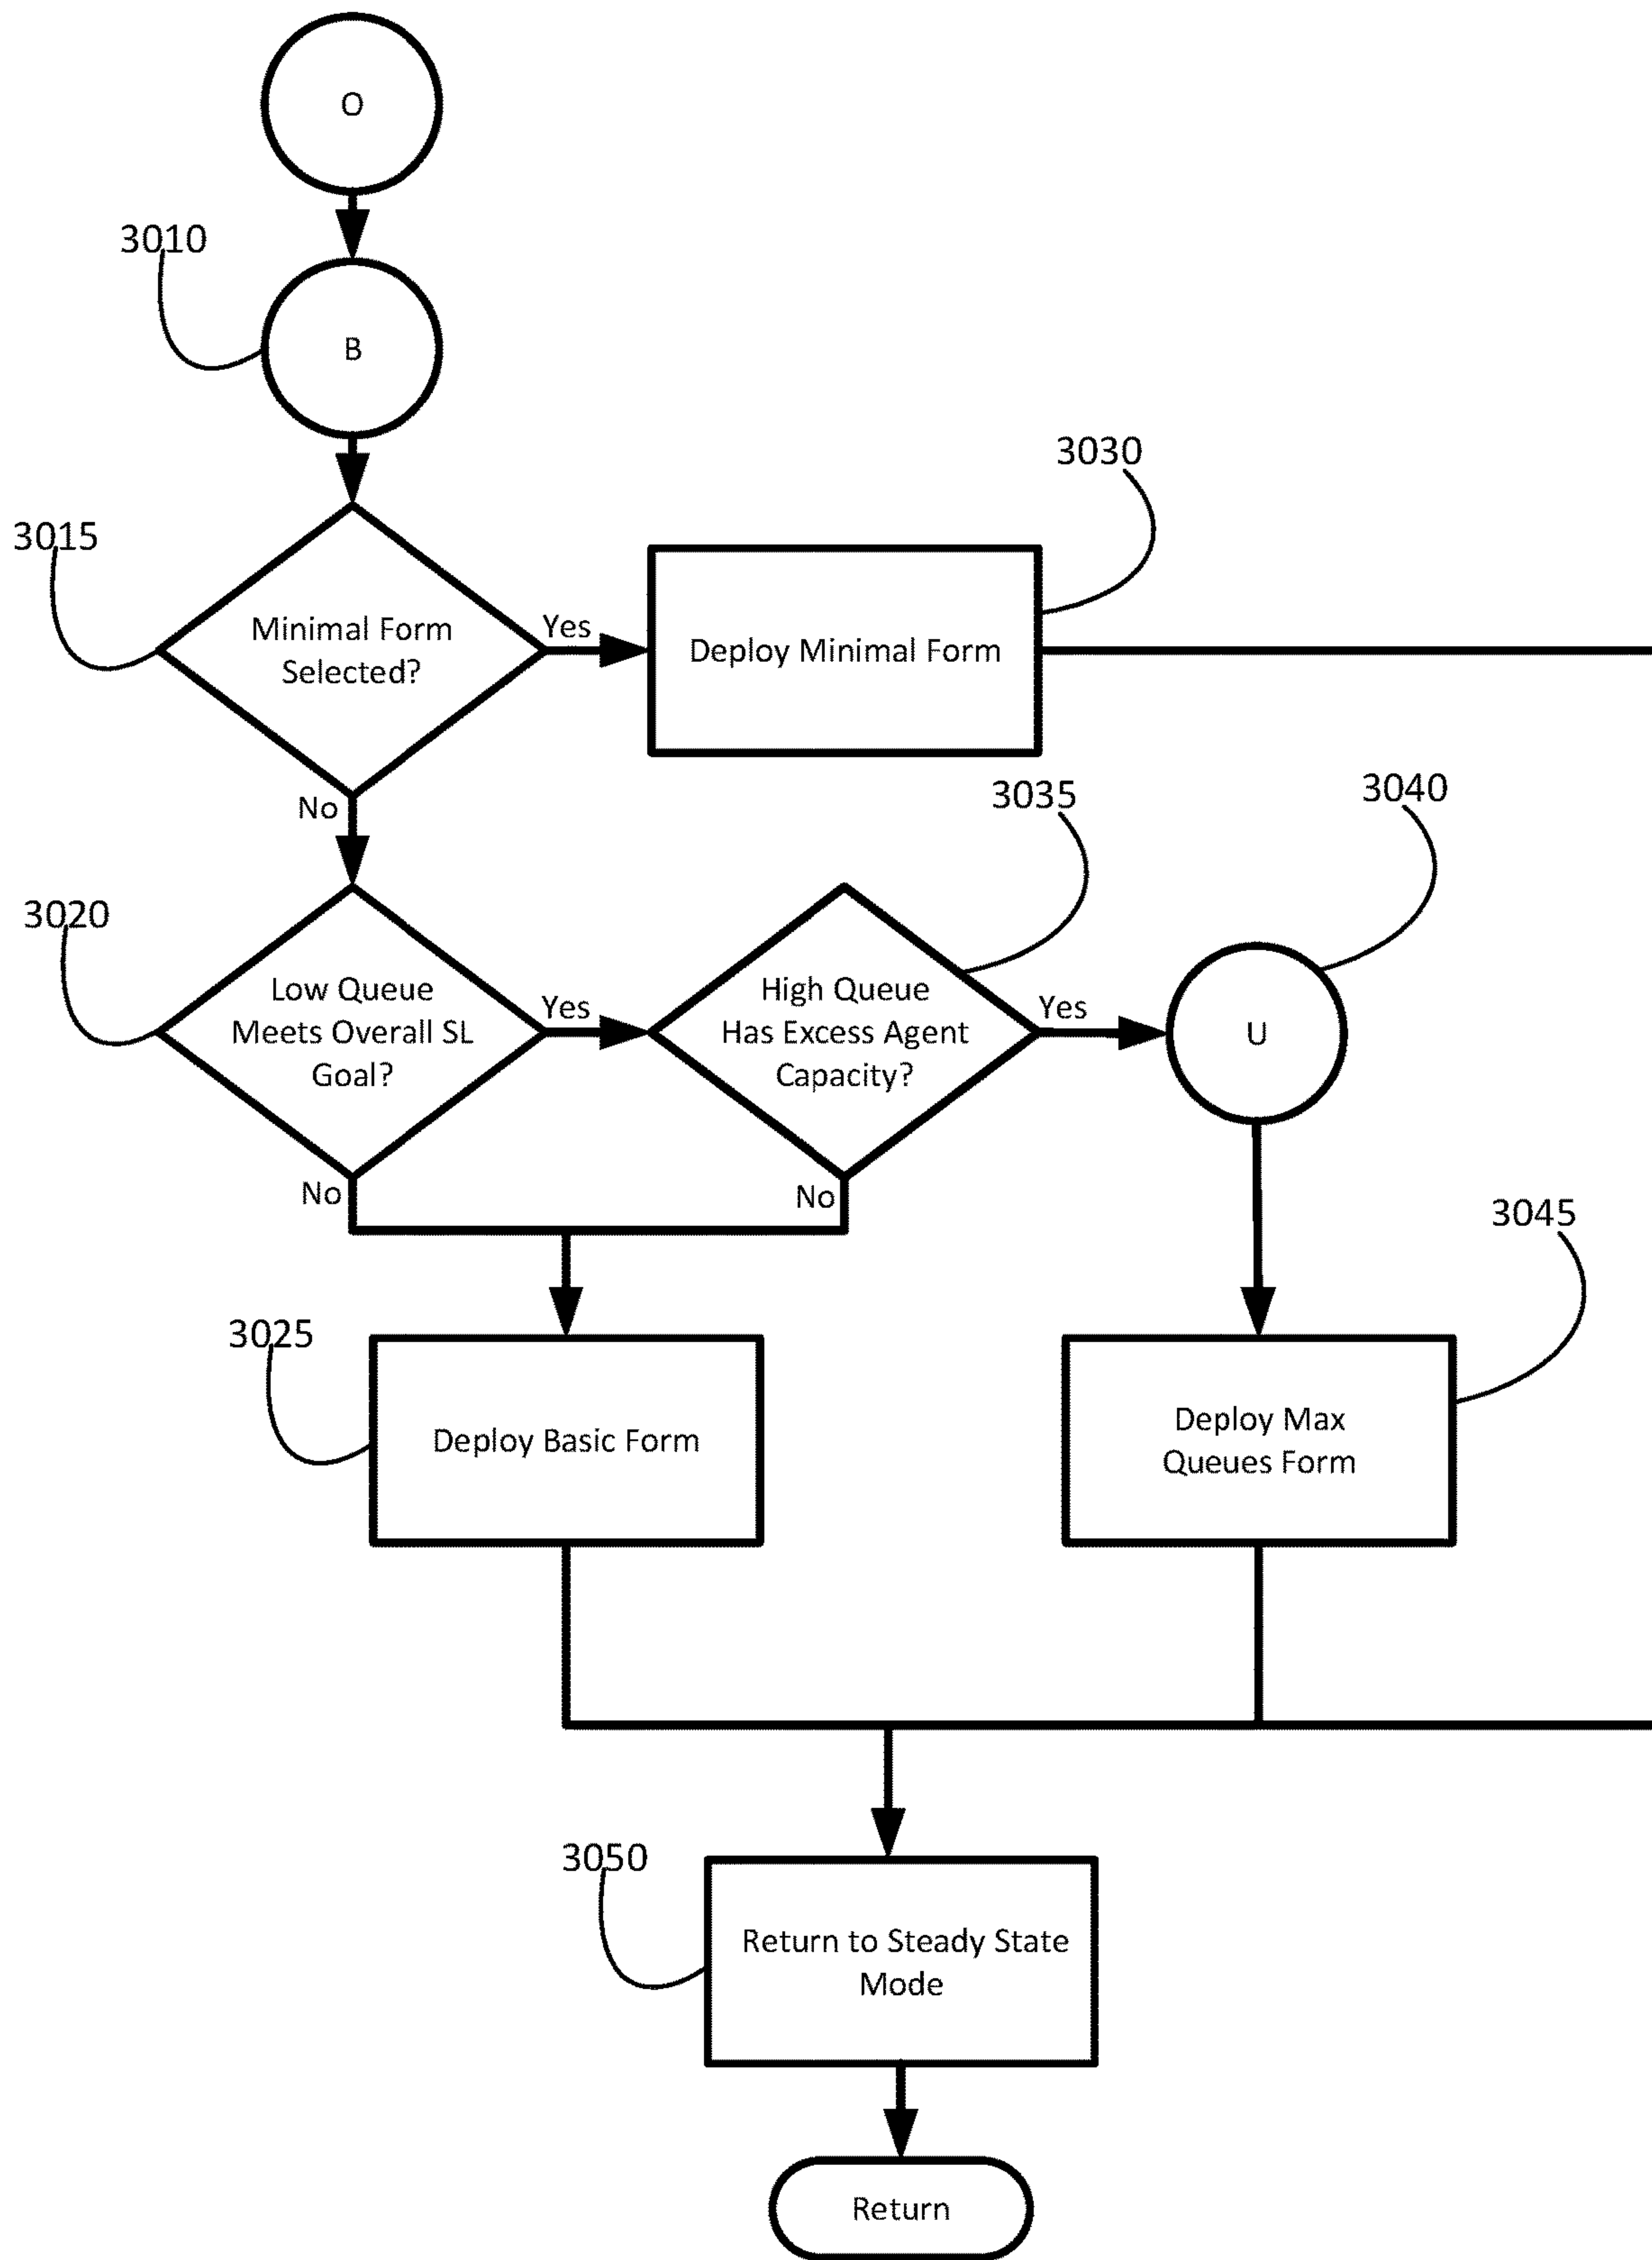 O
3010
B
3030
3015
Minimal Form
Selected?
Yes
Deploy Minimal Form
No
3035
3040
3020
Low Queue
Meets Overall SL
Goal?
Yes
High Queue
Has Excess Agent
Capacity?
Yes
U
No
No
3045
3025
Deploy Basic Form
Deploy Max
Queues Form
3050
Return to Steady State
Mode
Return